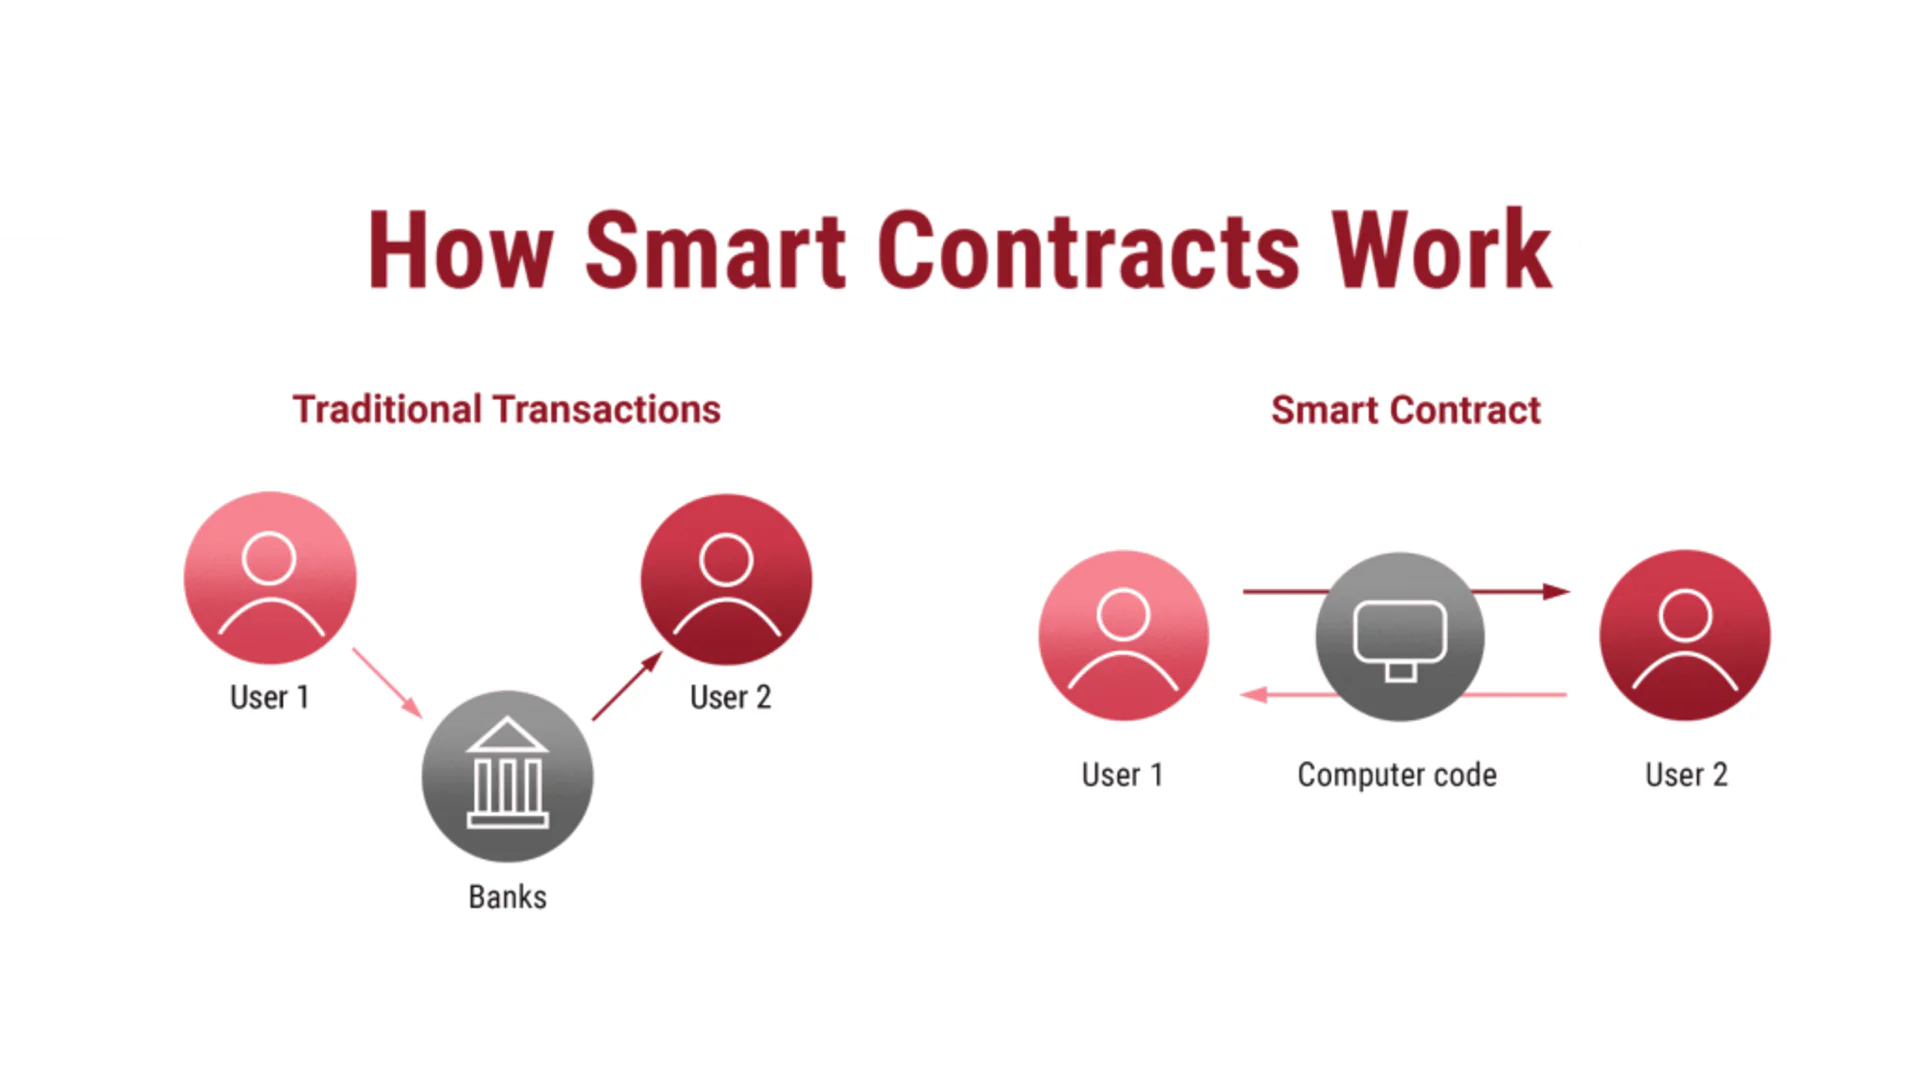 How Smart Contracts Work
Traditional Transactions
User 1
User 2
Banks
Smart Contract
User 1
Computer code
User 2